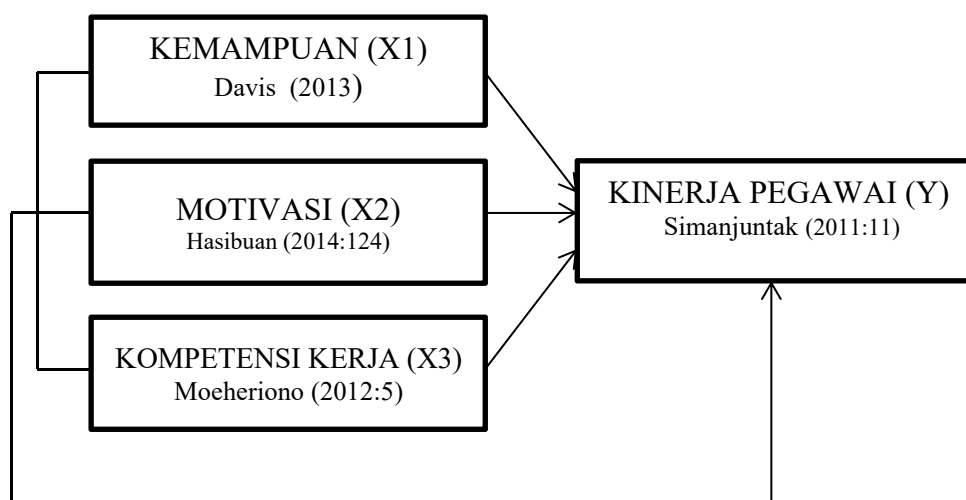 KEMAMPUAN (X1)
Davis (2013)
MOTIVASI (X2)
Hasibuan (2014:124)
KOMPETENSI KERJA (X3)
Moeheriono (2012:5)
KINERJA PEGAWAI (Y)
Simanjuntak (2011:11)